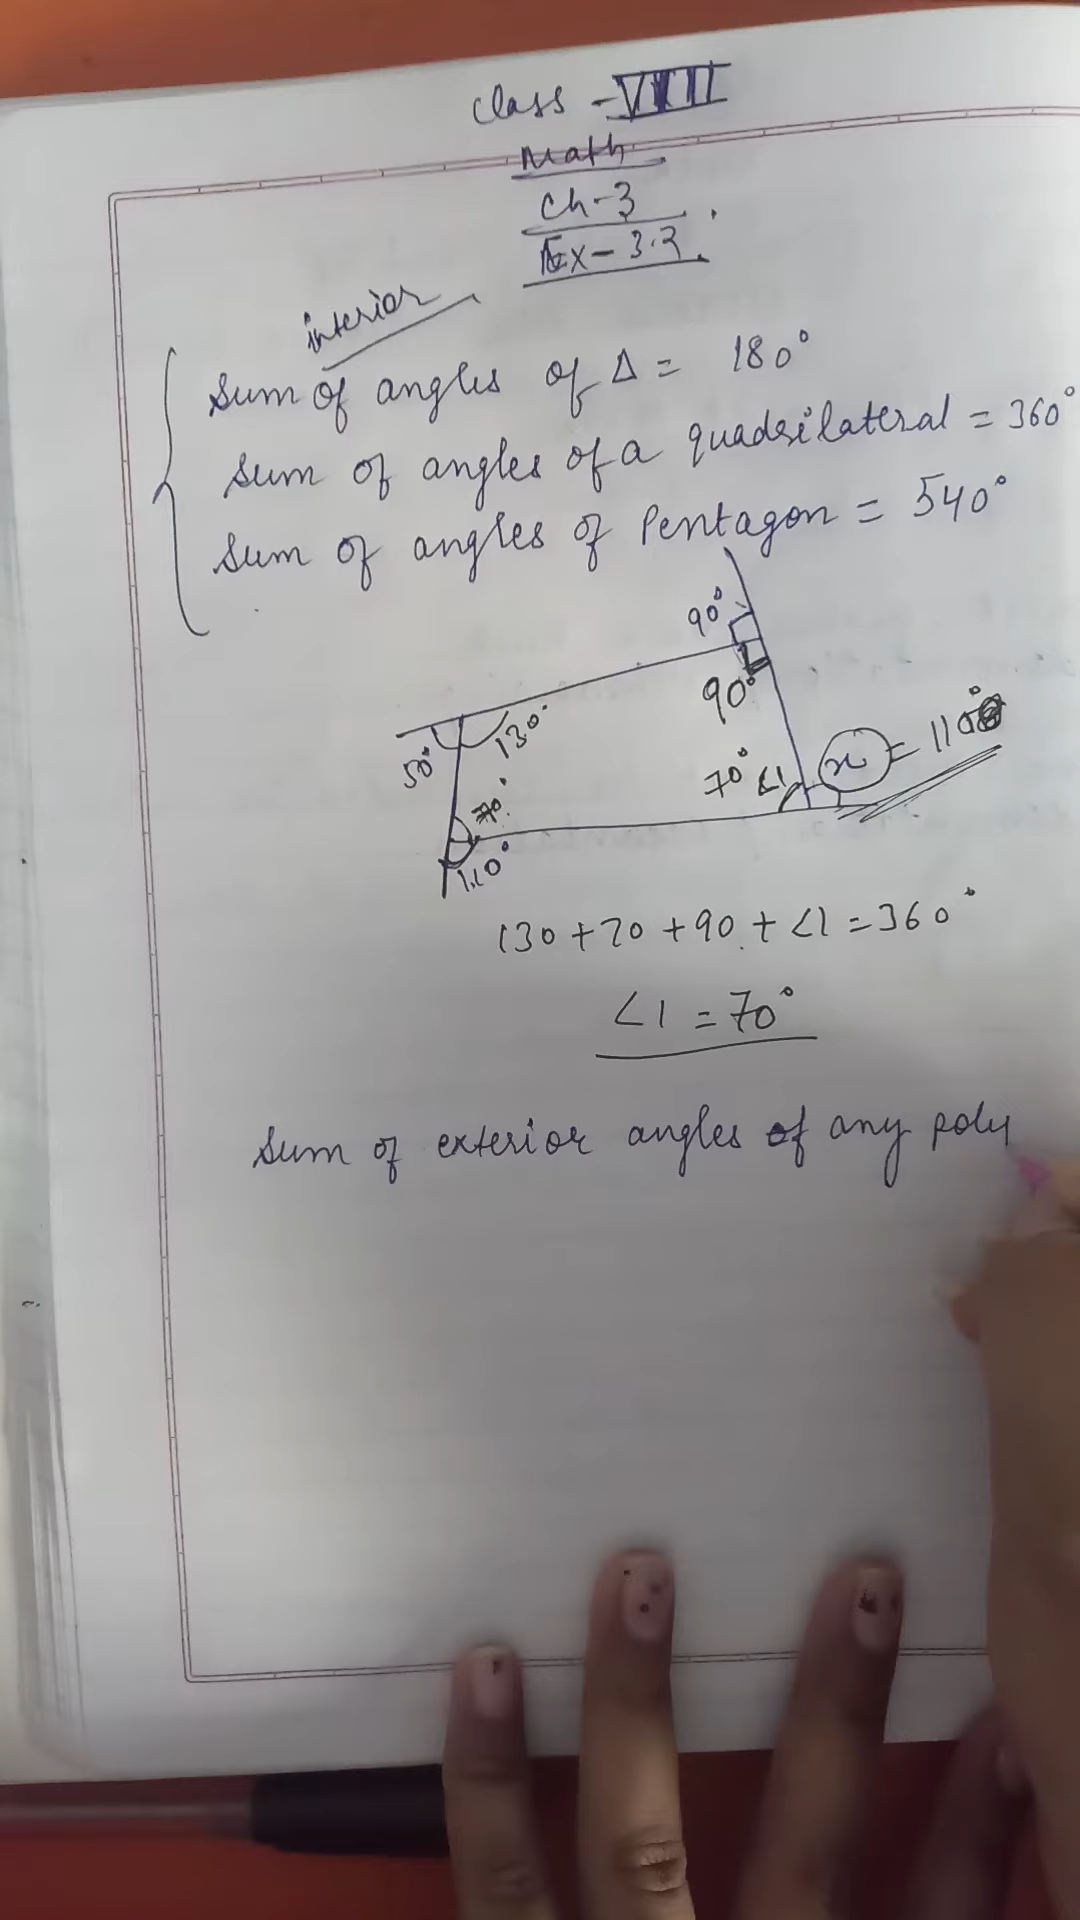 Class - VIII
Math
Ch-3
Ex - 3.2
interior
Sum of angles of Δ = 180°
Sum of angles of a quadrilateral = 360°
Sum of angles of Pentagon = 540°
90°
90°
50° 130°
70° ∠1 x = 110°
70°
110°
130 + 70 + 90 + ∠1 = 360°
∠1 = 70°
Sum of exterior angles of any poly